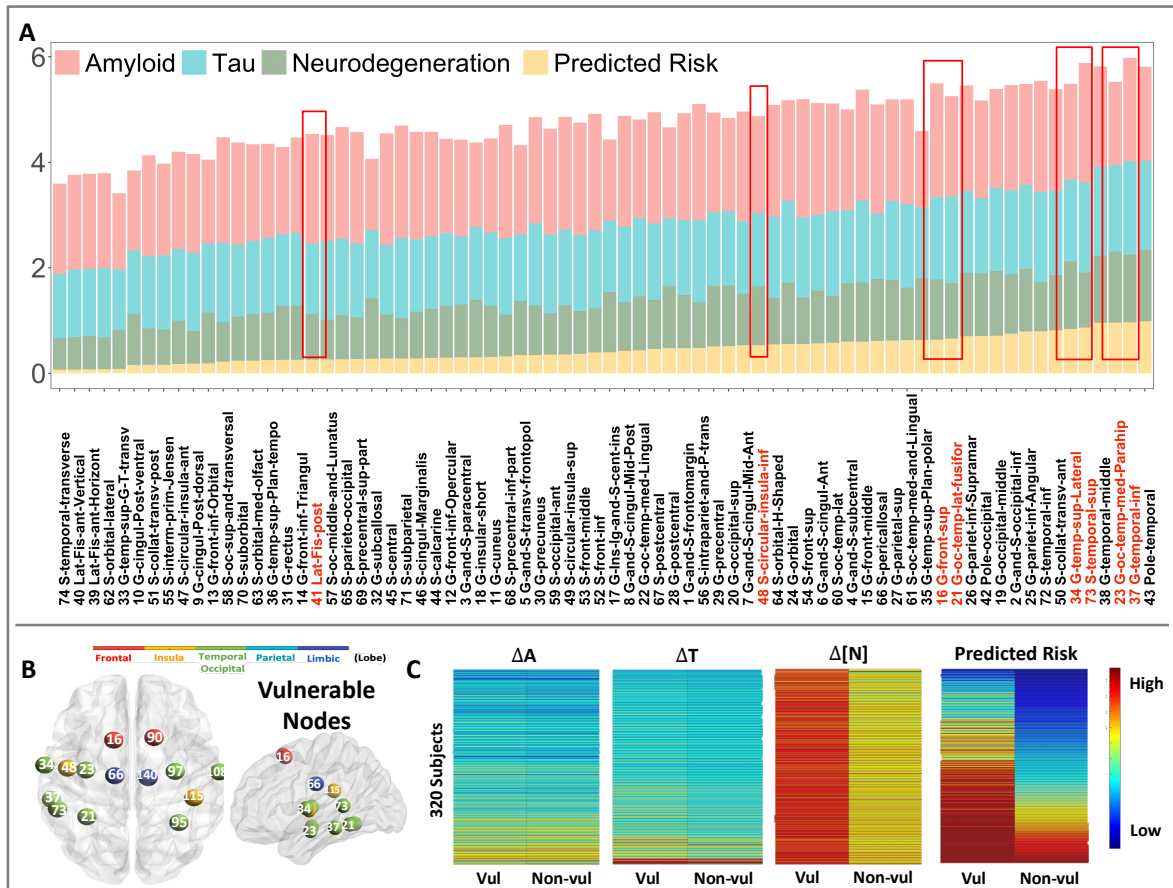 A
6
4
2
0
Amyloid Tau Neurodegeneration Predicted Risk
74 S-temporal-transverse
40 Lat-Fis-ant-Vertical
39 Lat-Fis-ant-Horizont
62 S-orbital-lateral
33 G-temp-sup-G-T-transv
10 G-cingul-Post-ventral
51 S-collat-transv-post
55 S-interm-prim-Jensen
47 S-circular-insula-ant
9 G-cingul-Post-dorsal
13 G-front-inf-Orbital
58 S-oc-sup-and-transversal
70 S-suborbital
63 S-orbital-med-olfact
36 G-temp-sup-Plan-tempo
31 G-rectus
14 G-front-inf-Triangul
41 Lat-Fis-post
57 S-oc-middle-and-Lunatus
65 S-parieto-occipital
69 S-precentral-sup-part
32 G-subcallosal
45 S-central
71 S-subparietal
46 S-cingul-Marginalis
44 S-calcarine
12 G-front-inf-Opercular
3 G-and-S-paracentral
18 G-insular-short
11 G-cuneus
68 S-precentral-inf-part
5 G-and-S-transv-frontopol
30 G-precuneus
59 S-occipital-ant
49 S-circular-insula-sup
53 S-front-middle
52 S-front-inf
17 G-Ins-lg-and-S-cent-ins
8 G-and-S-cingul-Mid-Post
22 G-oc-temp-med-Lingual
67 S-postcentral
28 G-postcentral
1 G-and-S-frontomargin
56 S-intrapariet-and-P-trans
29 G-precentral
20 G-occipital-sup
7 G-and-S-cingul-Mid-Ant
48 S-circular-insula-inf
64 S-orbital-H-Shaped
24 G-orbital
54 S-front-sup
6 G-and-S-cingul-Ant
60 S-oc-temp-lat
4 G-and-S-subcentral
15 G-front-middle
66 S-pericallosal
27 G-parietal-sup
61 S-oc-temp-med-and-Lingual
35 G-temp-sup-Plan-polar
16 G-front-sup
21 G-oc-temp-lat-fusifor
26 G-pariet-inf-Supramar
42 Pole-occipital
19 G-occipital-middle
2 G-and-S-occipital-inf
25 G-pariet-inf-Angular
72 S-temporal-inf
50 S-collat-transv-ant
34 G-temp-sup-Lateral
73 S-temporal-sup
38 G-temporal-middle
23 G-oc-temp-med-Parahip
37 G-temporal-inf
43 Pole-temporal
B
Frontal Insula Temporal Parietal Limbic (Lobe)
Occipital
Vulnerable
Nodes
16 90
34 48 23 66 140 97 108
37 73 21 115 95
16
66 115
34 73
23 37 21
C
ΔA ΔT Δ[N] Predicted Risk
320 Subjects
High
Low
Vul Non-vul Vul Non-vul Vul Non-vul Vul Non-vul